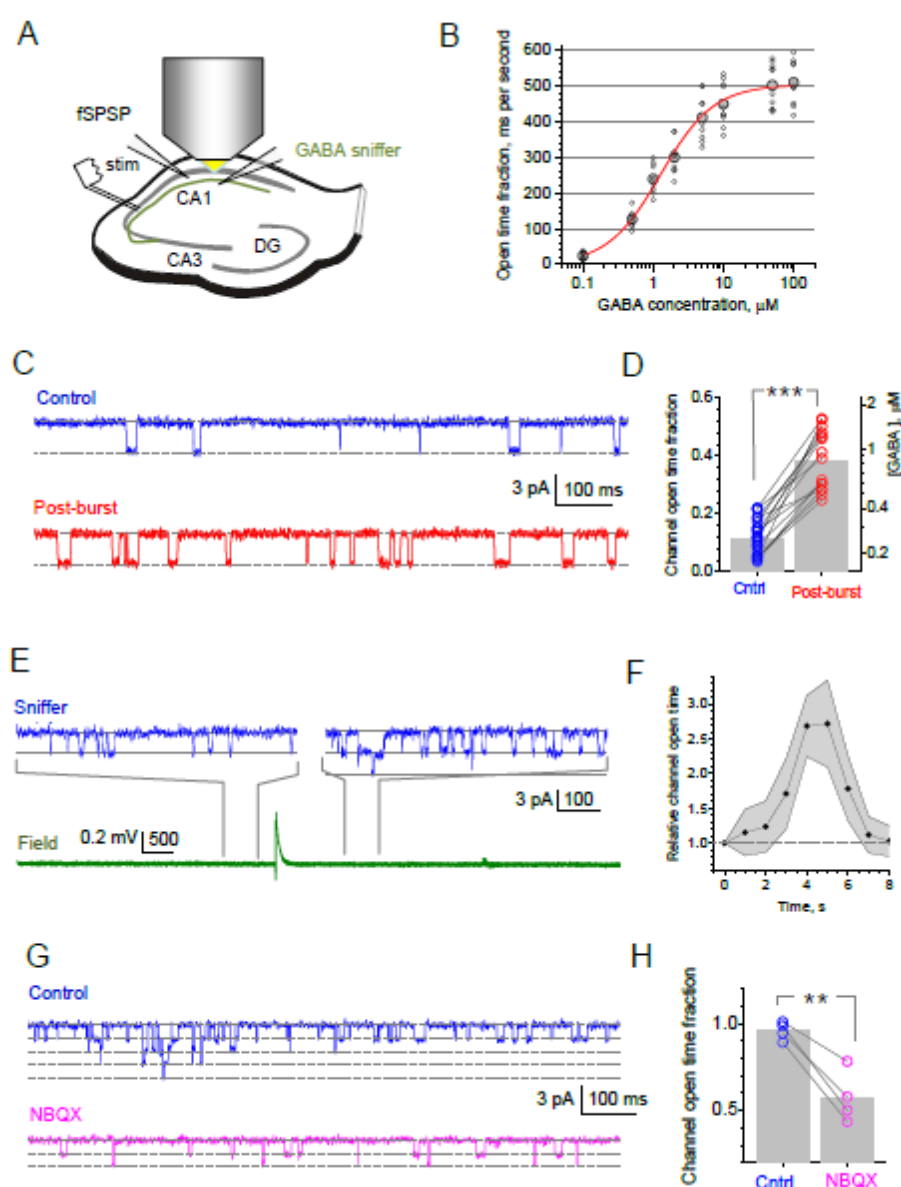 A
fSPSP
stim
GABA sniffer
CA1
CA3
DG
B
Open time fraction, ms per second
600
500
400
300
200
100
0
0.1
1
10
100
GABA concentration, μM
C
Control
3 pA
100 ms
Post-burst
D
***
Channel open time fraction
0.6
0.4
0.2
0.0
2
1
0.4
0.2
[GABA ], μM
Cntrl
Post-burst
E
Sniffer
3 pA
100
0.2 mV
500
Field
F
Relative channel open time
3.0
2.5
2.0
1.5
1.0
0
2
4
6
8
Time, s
G
Control
3 pA
100 ms
NBQX
H
**
Channel open time fraction
1.0
0.5
Cntrl
NBQX